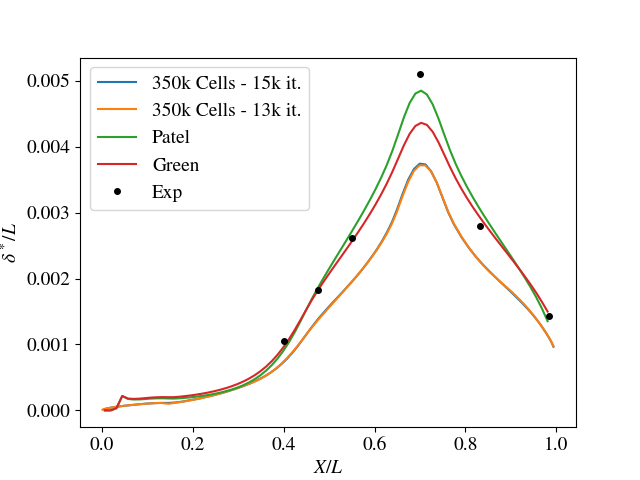 350k Cells - 15k it.
350k Cells - 13k it.
Patel
Green
Exp
δ*/L
0.005
0.004
0.003
0.002
0.001
0.000
0.0 0.2 0.4 0.6 0.8 1.0
X/L